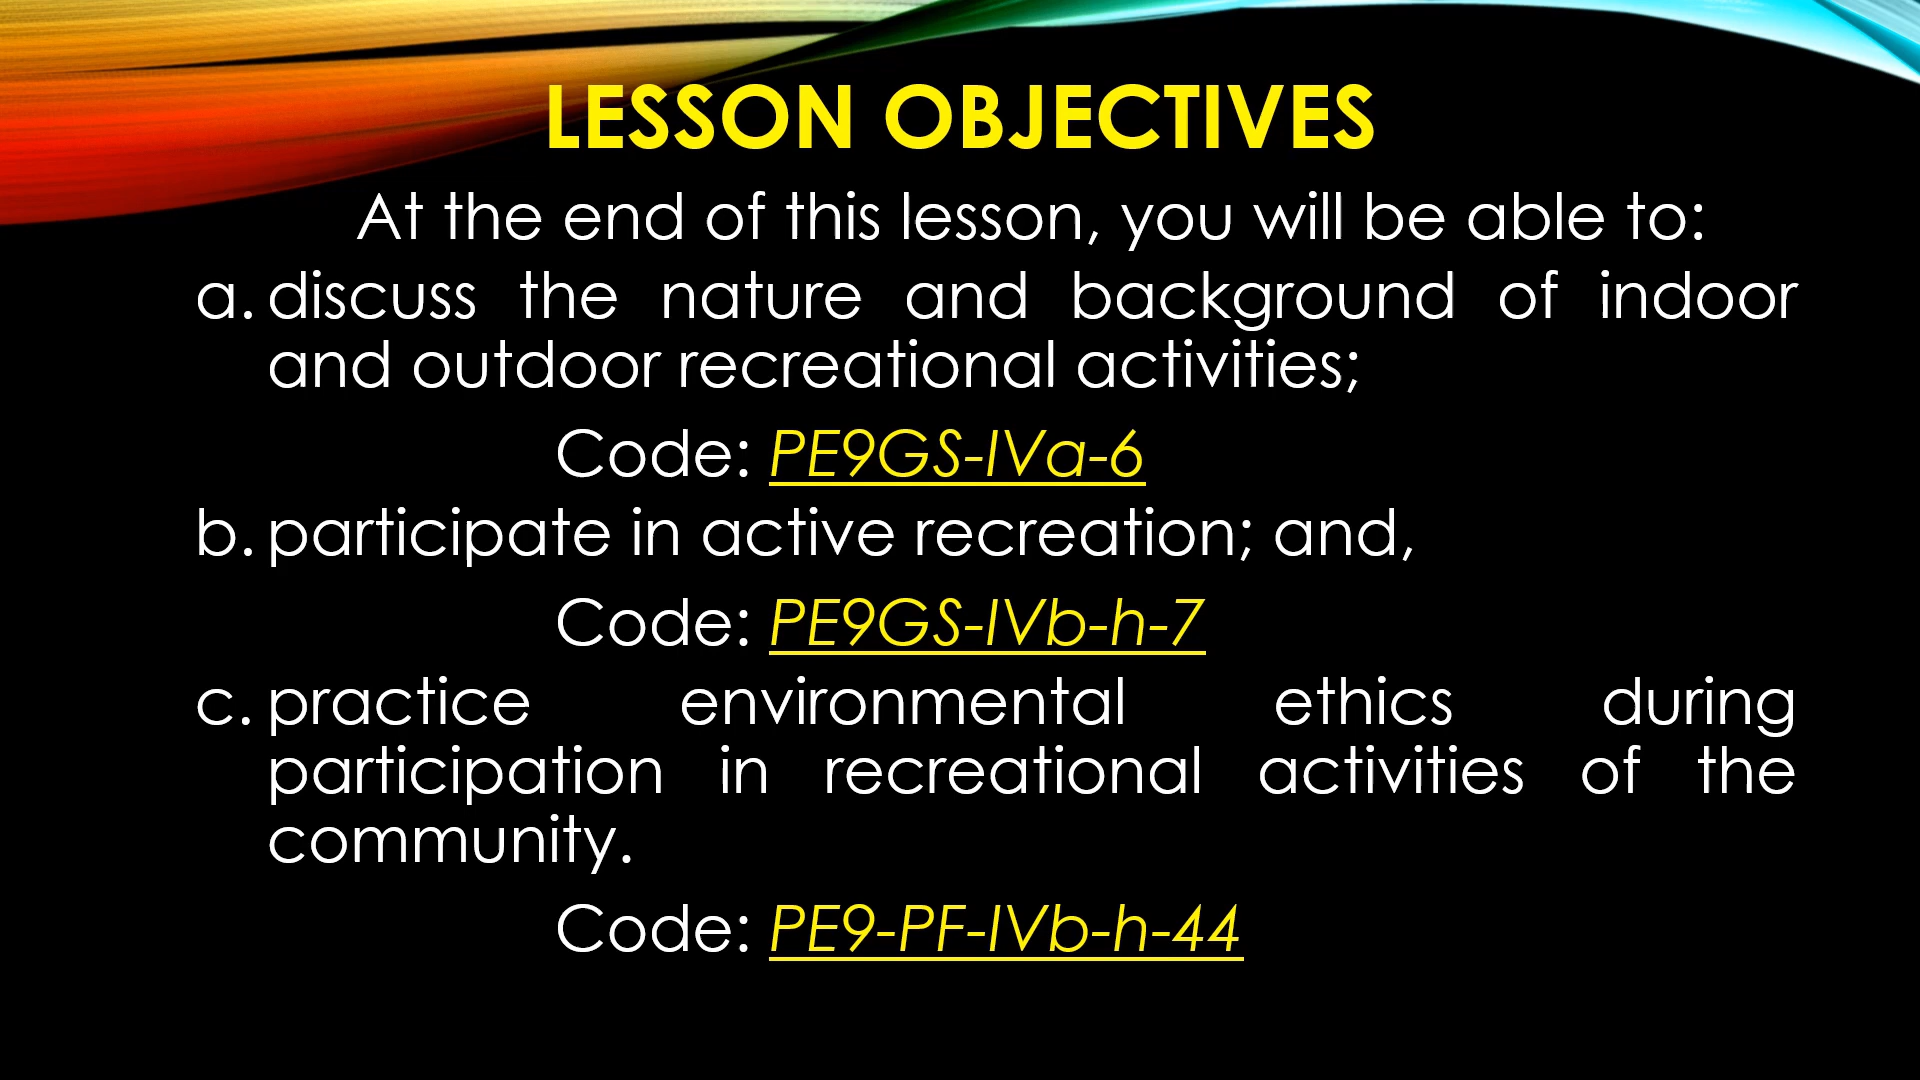 LESSON OBJECTIVES
At the end of this lesson, you will be able to:
a. discuss the nature and background of indoor
and outdoor recreational activities;
Code: PE9GS-IVa-6
b. participate in active recreation; and,
Code: PE9GS-IVb-h-7
c. practice environmental ethics during
participation in recreational activities of the
community.
Code: PE9-PF-IVb-h-44